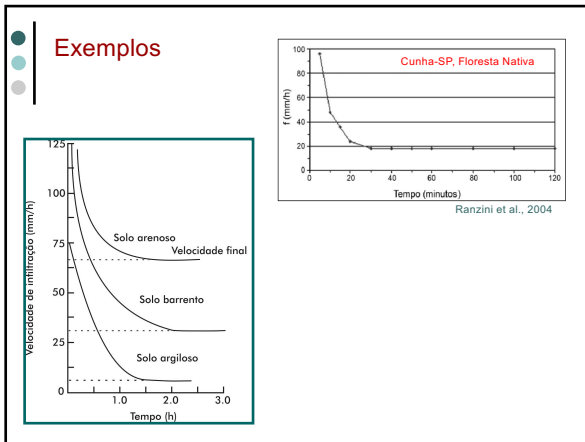 Exemplos
Cunha-SP, Floresta Nativa
f (mm/h)
100
80
60
40
20
0
0 20 40 60 80 100 120
Tempo (minutos)
Ranzini et al., 2004
Velocidade de infiltração (mm/h)
125
100
75
50
25
0
Solo arenoso
Velocidade final
Solo barrento
Solo argiloso
1.0 2.0 3.0
Tempo (h)